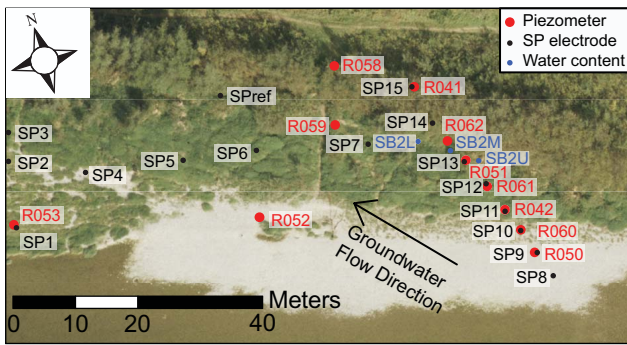 N
Piezometer
SP electrode
Water content
R058
SP15
R041
SPref
SP3
R059
SP14
R062
SP7
SB2L
SB2M
SP2
SP5
SP6
SP13
SB2U
SP4
R051
SP12
R061
R053
R052
SP11
R042
SP1
SP10
R060
Groundwater
Flow Direction
SP9
R050
SP8
Meters
0 10 20 40